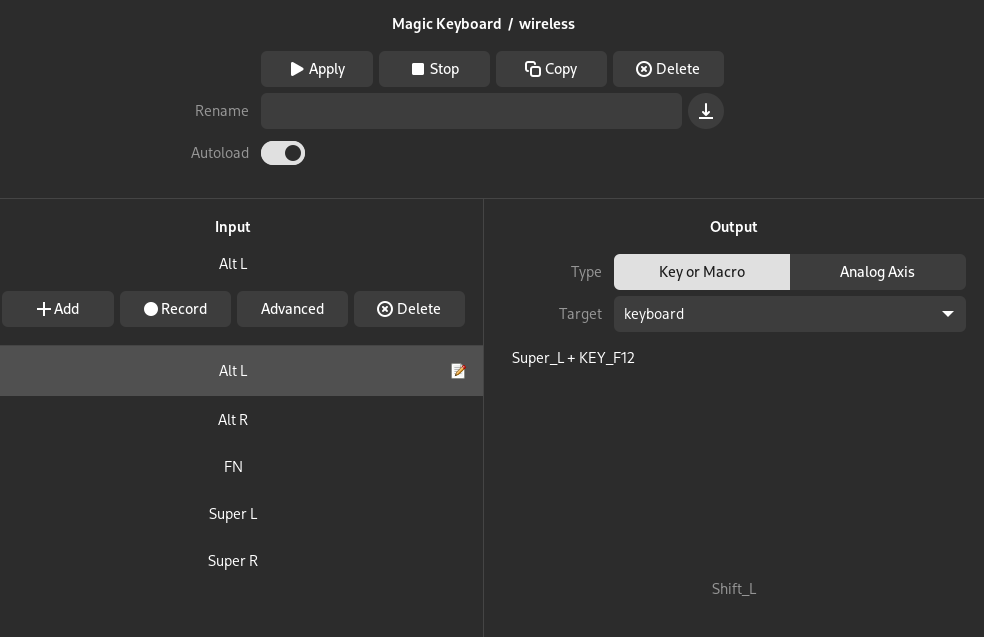 Magic Keyboard / wireless
Apply Stop Copy Delete
Rename
Autoload
Input
Alt L
Add Record Advanced Delete
Alt L
Alt R
FN
Super L
Super R
Output
Type Key or Macro Analog Axis
Target keyboard
Super_L + KEY_F12
Shift_L